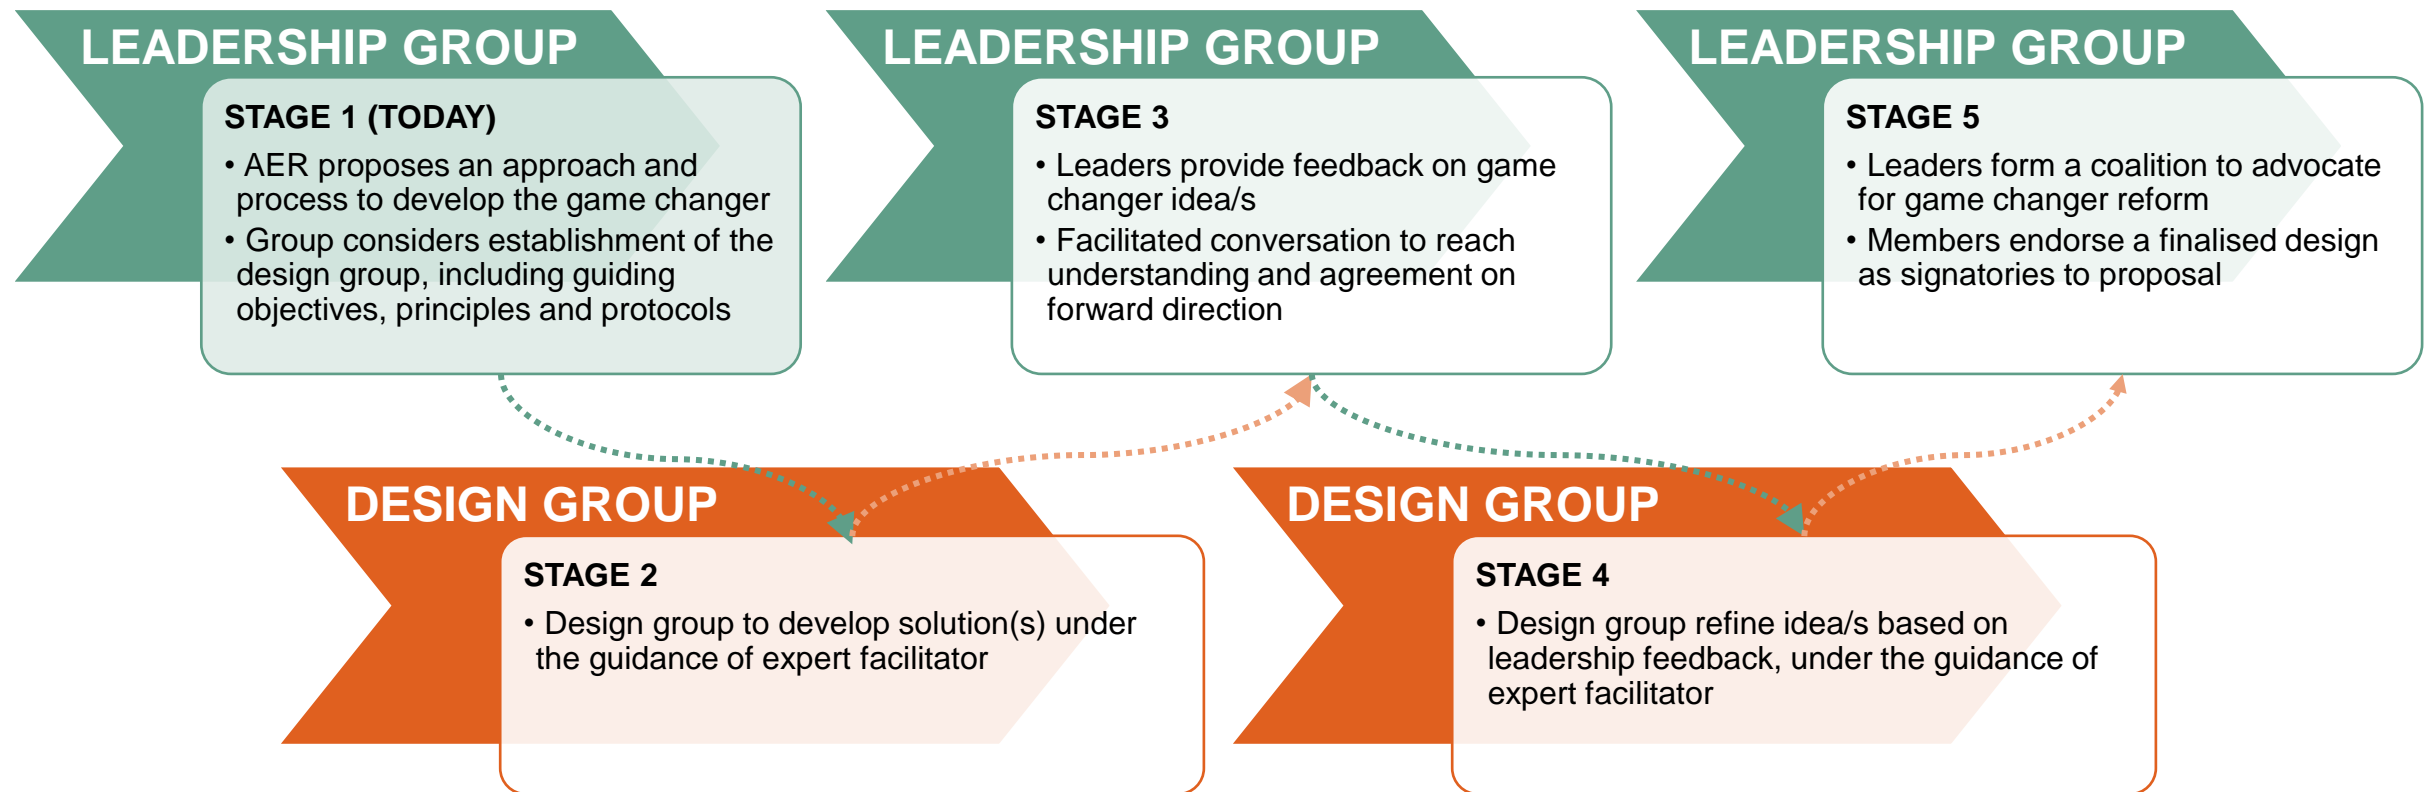 LEADERSHIP GROUP
STAGE 1 (TODAY)
• AER proposes an approach and
process to develop the game changer
• Group considers establishment of the
design group, including guiding
objectives, principles and protocols
LEADERSHIP GROUP
STAGE 3
• Leaders provide feedback on game
changer idea/s
• Facilitated conversation to reach
understanding and agreement on
forward direction
LEADERSHIP GROUP
STAGE 5
• Leaders form a coalition to advocate
for game changer reform
• Members endorse a finalised design
as signatories to proposal
DESIGN GROUP
STAGE 2
• Design group to develop solution(s) under
the guidance of expert facilitator
DESIGN GROUP
STAGE 4
• Design group refine idea/s based on
leadership feedback, under the guidance of
expert facilitator